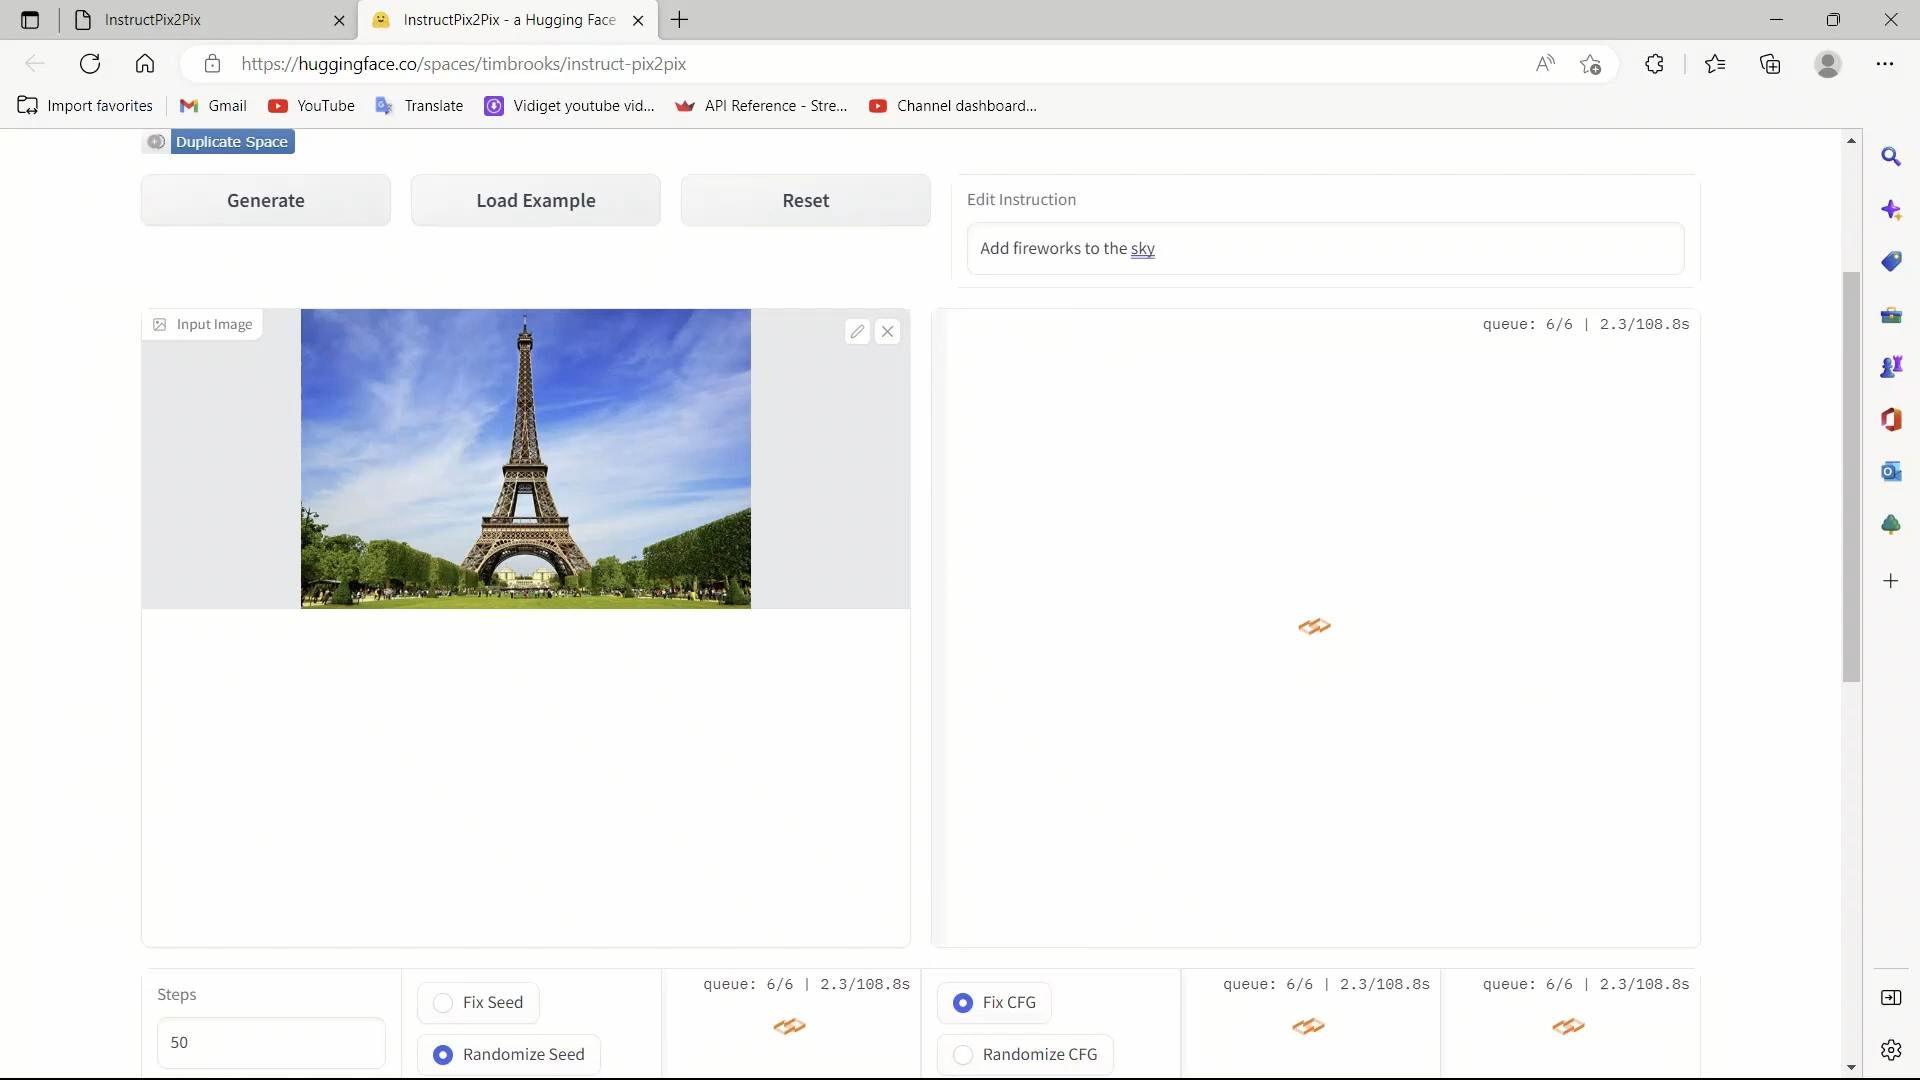 InstructPix2Pix
InstructPix2Pix - a Hugging Face
https://huggingface.co/spaces/timbrooks/instruct-pix2pix
Import favorites
Gmail
YouTube
Translate
Vidiget youtube vid...
API Reference - Stre...
Channel dashboard...
Duplicate Space
Generate
Load Example
Reset
Edit Instruction
Add fireworks to the sky
Input Image
queue: 6/6 | 2.3/108.8s
Steps
50
Fix Seed
Randomize Seed
queue: 6/6 | 2.3/108.8s
Fix CFG
Randomize CFG
queue: 6/6 | 2.3/108.8s
queue: 6/6 | 2.3/108.8s